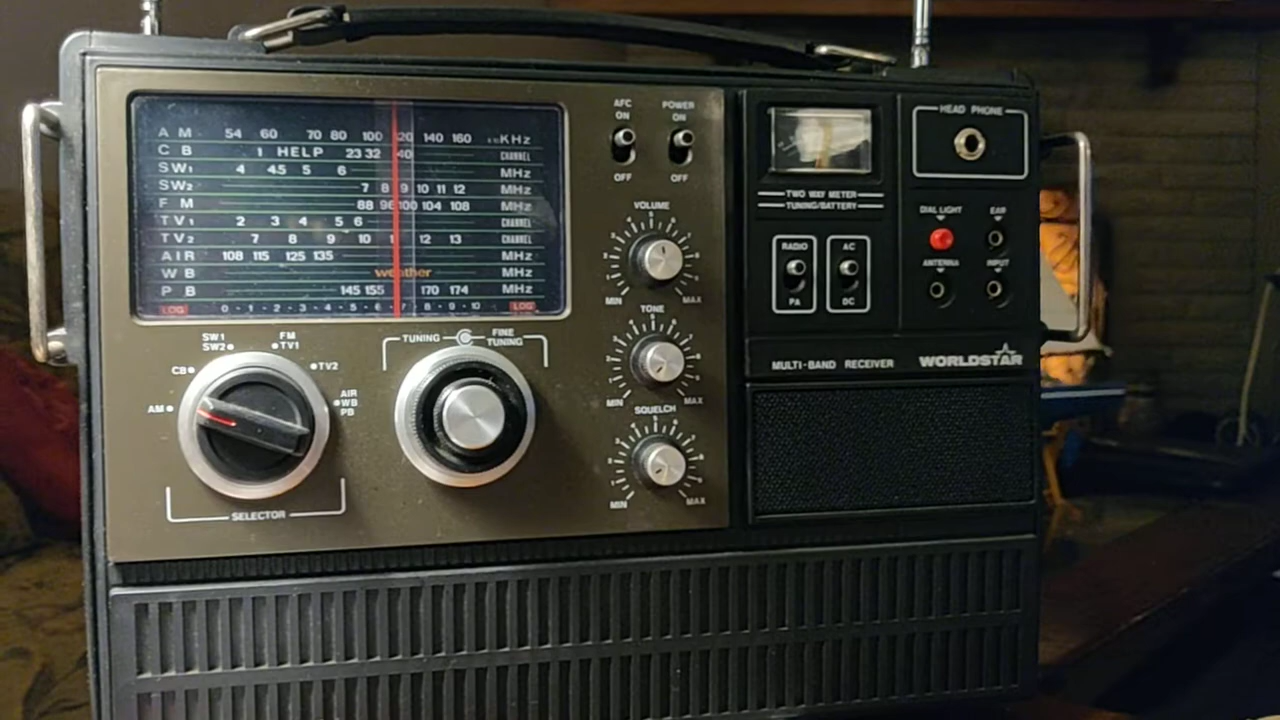 AM 54 60 70 80 100 120 140 160 KHz
CB 1 HELP 23 32 40 CHANNEL
SW1 4 4.5 5 6 MHz
SW2 7 8 9 10 11 12 MHz
FM 88 96 100 104 108 MHz
TV1 2 3 4 5 6 CHANNEL
TV2 7 8 9 10 12 13 CHANNEL
AIR 108 115 125 135 MHz
WB weather MHz
PB 145 155 170 174 MHz
LOG 0 1 2 3 4 5 7 8 9 10 LOG
AFC
ON
OFF
POWER
ON
OFF
VOLUME
MIN MAX
TONE
MIN MAX
SQUELCH
MIN MAX
SW1
SW2
FM
TV1
TV2
CB
AM
AIR
WB
PB
SELECTOR
TUNING
FINE
TUNING
TWO WAY METER
TUNING/BATTERY
RADIO
PA
AC
DC
HEAD PHONE
DIAL LIGHT
EAR
ANTENNA
INPUT
MULTI-BAND RECEIVER
WORLDSTAR